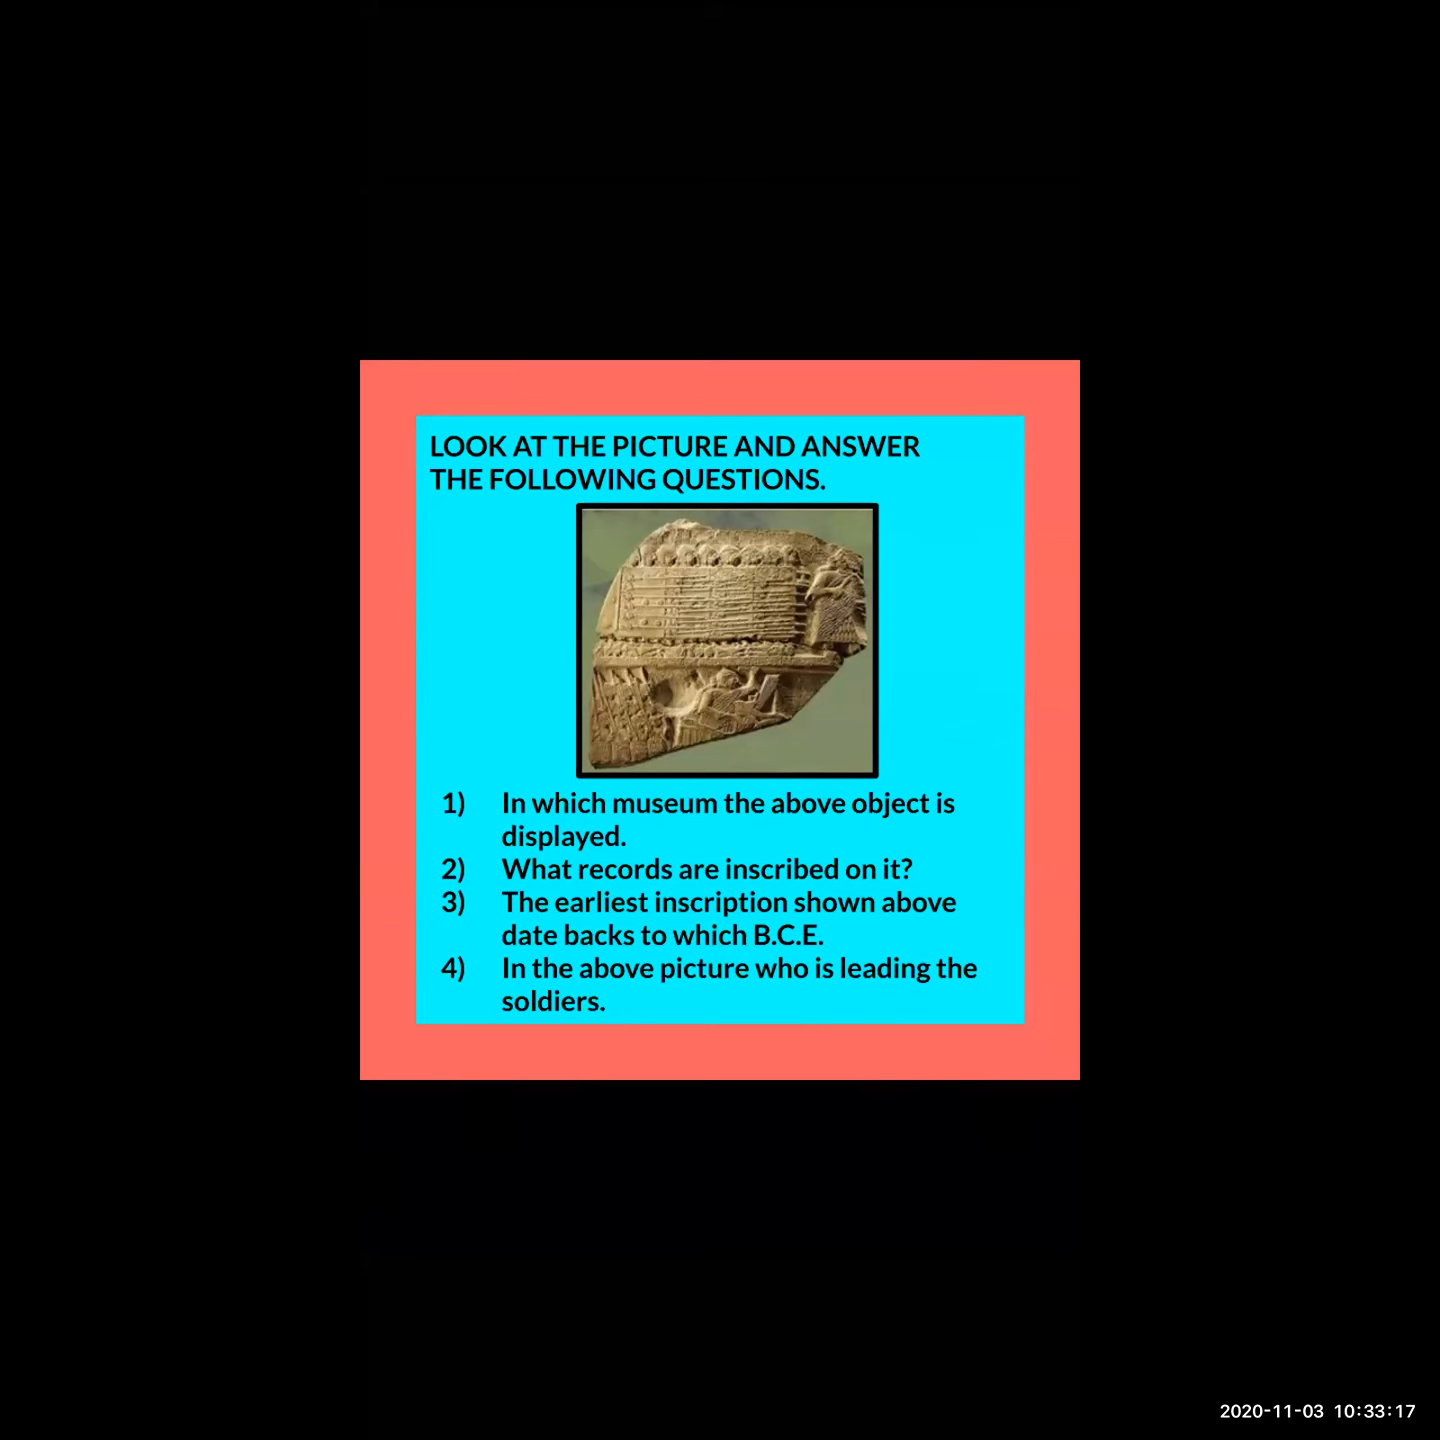 LOOK AT THE PICTURE AND ANSWER
THE FOLLOWING QUESTIONS.
1) In which museum the above object is
displayed.
2) What records are inscribed on it?
3) The earliest inscription shown above
date backs to which B.C.E.
4) In the above picture who is leading the
soldiers.
2020-11-03 10:33:17